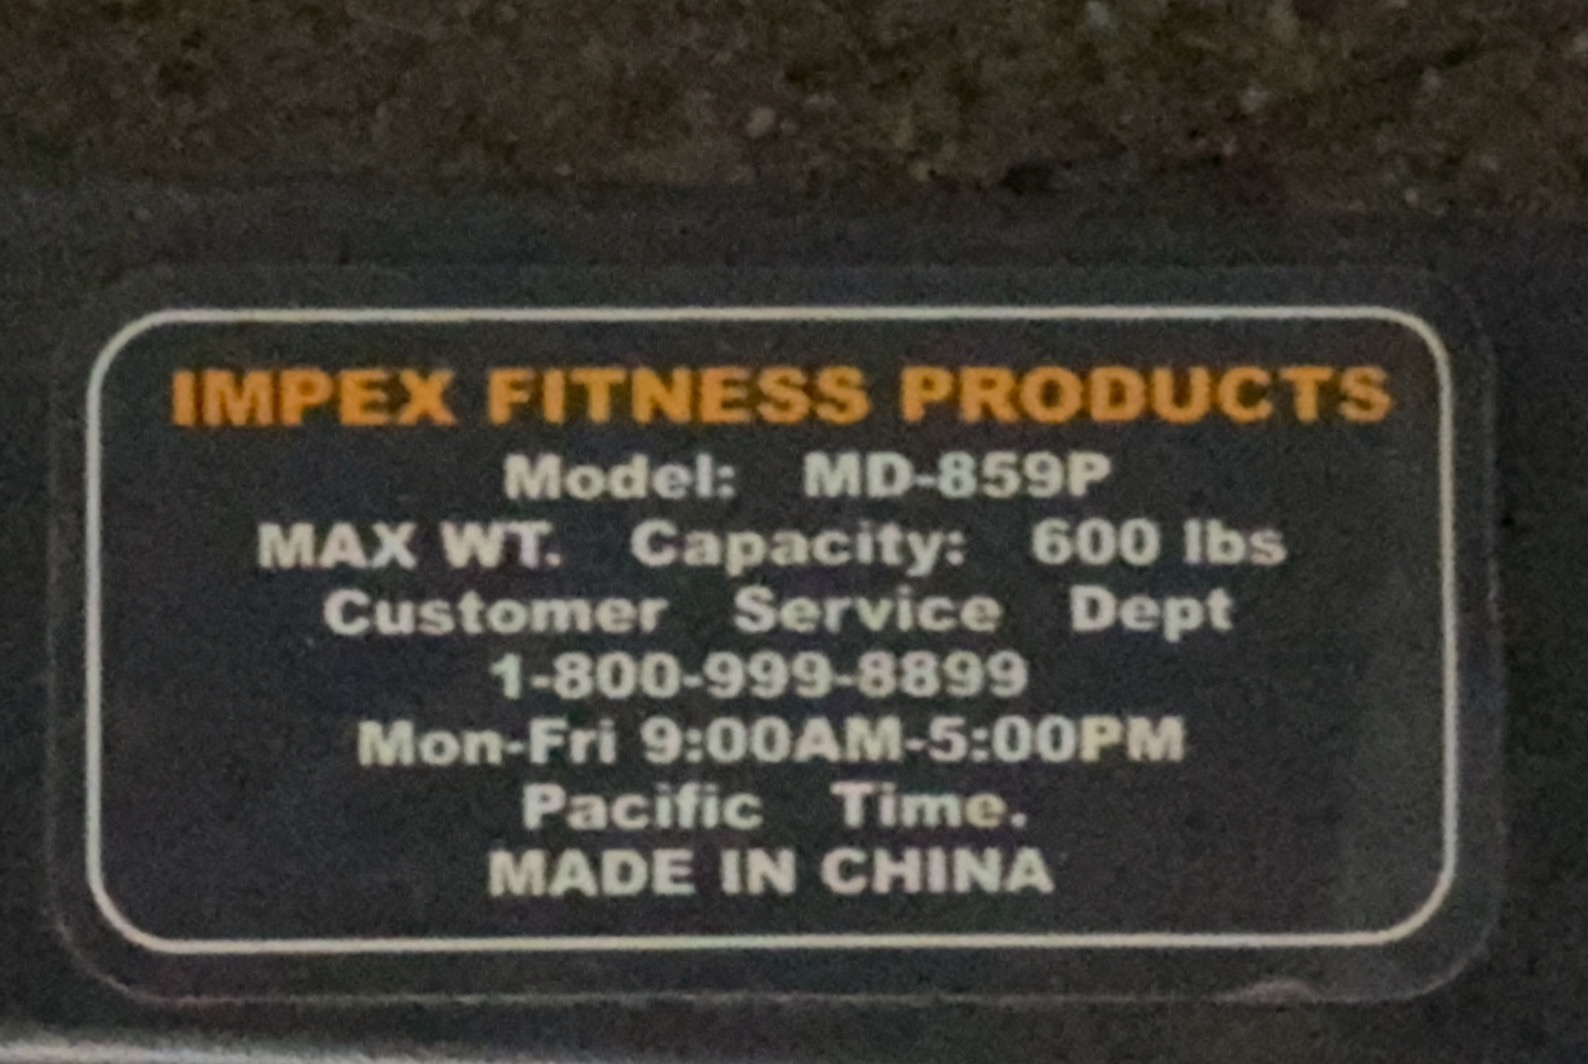 IMPEX FITNESS PRODUCTS
Model: MD-859P
MAX WT. Capacity: 600 lbs
Customer Service Dept
1-800-999-8899
Mon-Fri 9:00AM-5:00PM
Pacific Time.
MADE IN CHINA